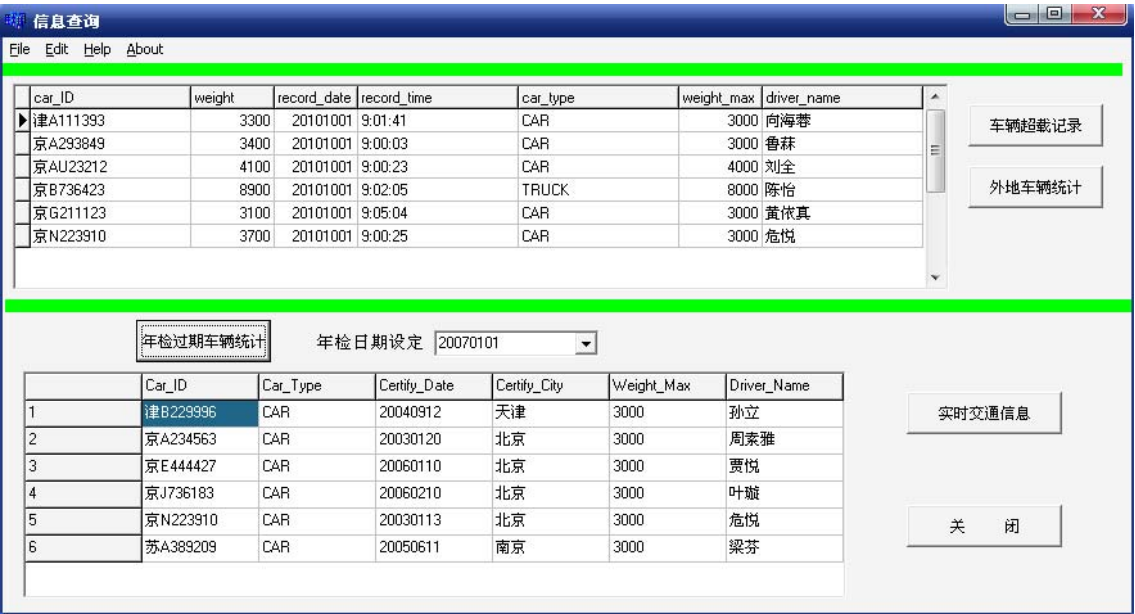 信息查询
File Edit Help About
car_ID weight record_date record_time car_type weight_max driver_name
津A111393 3300 20101001 9:01:41 CAR 3000 向海蓉
京A293849 3400 20101001 9:00:03 CAR 3000 鲁菻
京AU23212 4100 20101001 9:00:23 CAR 4000 刘全
京B736423 8900 20101001 9:02:05 TRUCK 8000 陈怡
京G211123 3100 20101001 9:05:04 CAR 3000 黄依真
京N223910 3700 20101001 9:00:25 CAR 3000 危悦
车辆超载记录
外地车辆统计
年检过期车辆统计 年检日期设定 20070101
Car_ID Car_Type Certify_Date Certify_City Weight_Max Driver_Name
1 津B229996 CAR 20040912 天津 3000 孙立
2 京A234563 CAR 20030120 北京 3000 周素雅
3 京E444427 CAR 20060110 北京 3000 贾悦
4 京J736183 CAR 20060210 北京 3000 叶璇
5 京N223910 CAR 20030113 北京 3000 危悦
6 苏A389209 CAR 20050611 南京 3000 梁芬
实时交通信息
关 闭